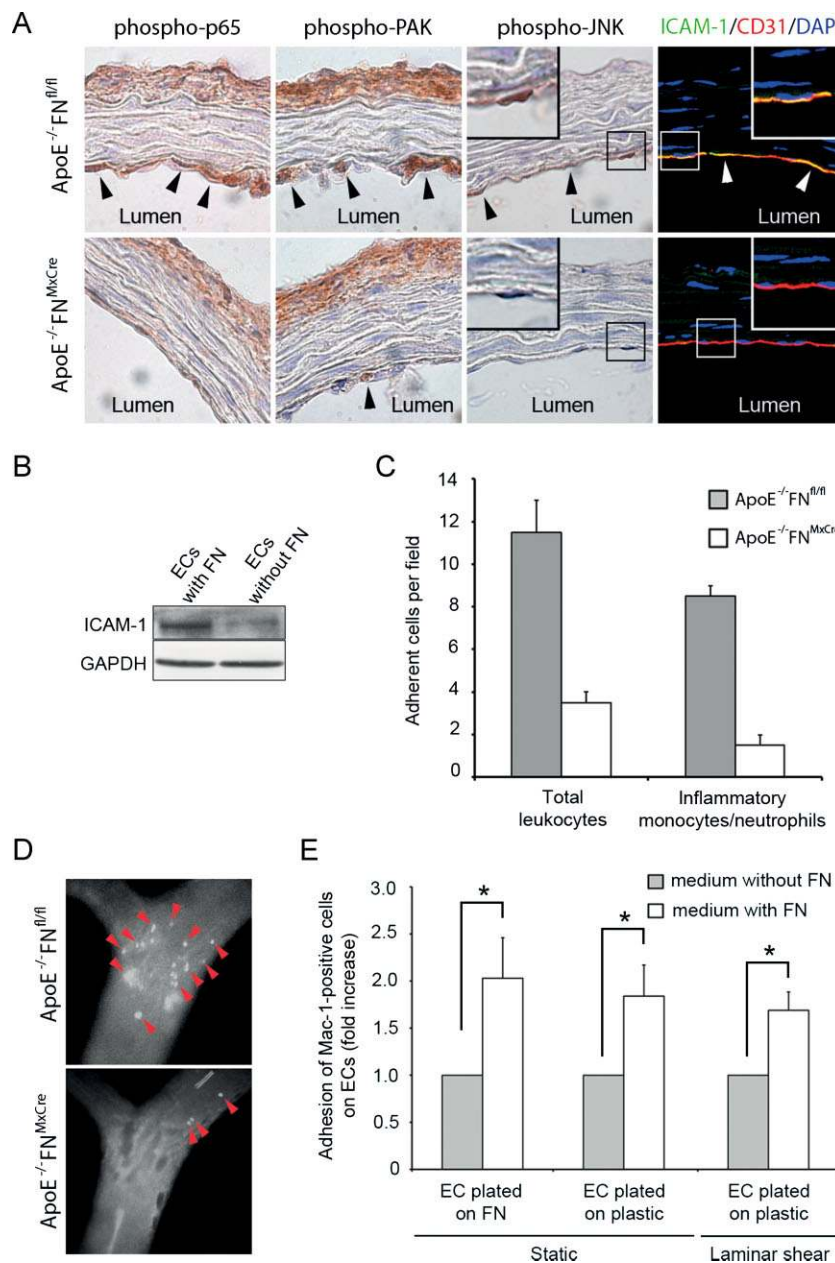 A
phospho-p65
phospho-PAK
phospho-JNK
ICAM-1/CD31/DAP
ApoE-/-FNfl/fl
Lumen
Lumen
Lumen
Lumen
ApoE-/-FNMxCre
Lumen
Lumen
Lumen
Lumen
B
ECs
with FN
ECs
without FN
ICAM-1
GAPDH
C
Adherent cells per field
14
12
10
8
6
4
2
0
ApoE-/-FNfl/fl
ApoE-/-FNMxCre
Total
leukocytes
Inflammatory
monocytes/neutrophils
D
ApoE-/-FNfl/fl
ApoE-/-FNMxCre
E
Adhesion of Mac-1-positive cells
on ECs (fold increase)
3.0
2.5
2.0
1.5
1.0
0.5
0
medium without FN
medium with FN
*
*
*
EC plated
on FN
EC plated
on plastic
EC plated
on plastic
Static
Laminar shear